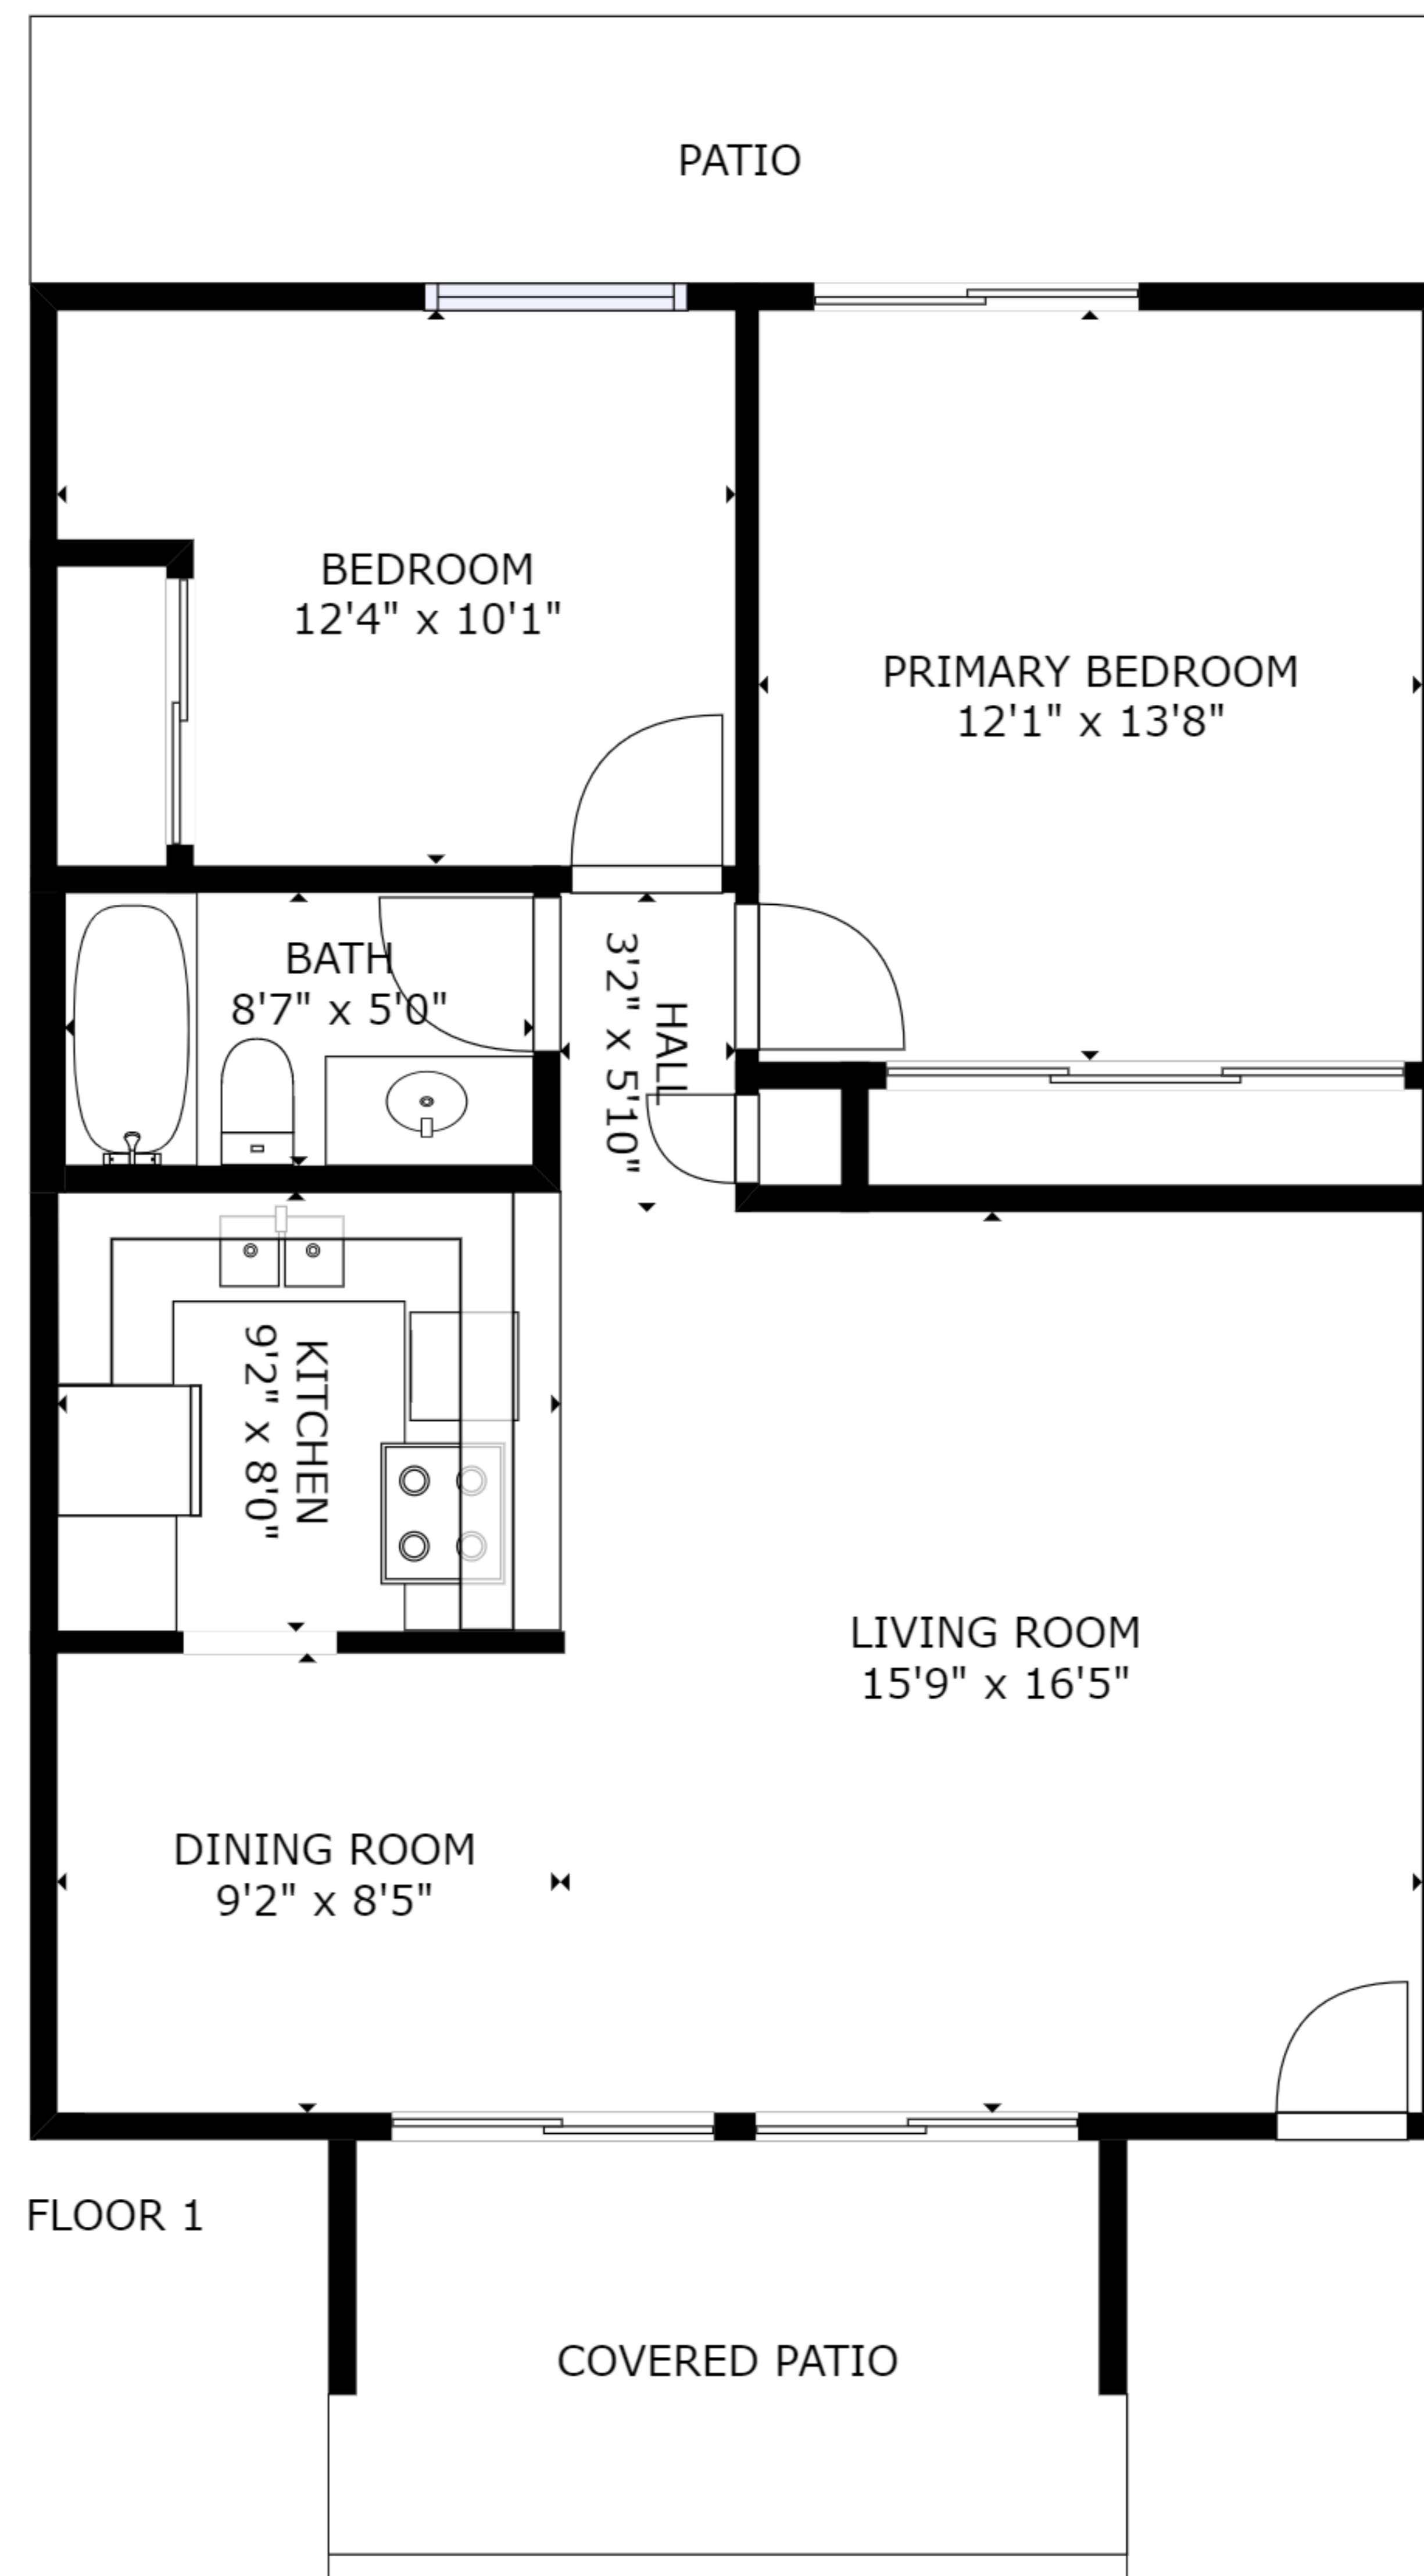 PATIO
BEDROOM
12'4" x 10'1"
PRIMARY BEDROOM
12'1" x 13'8"
BATH
8'7" x 5'0"
HALL
3'2" x 5'10"
KITCHEN
9'2" x 8'0"
LIVING ROOM
15'9" x 16'5"
DINING ROOM
9'2" x 8'5"
FLOOR 1
COVERED PATIO